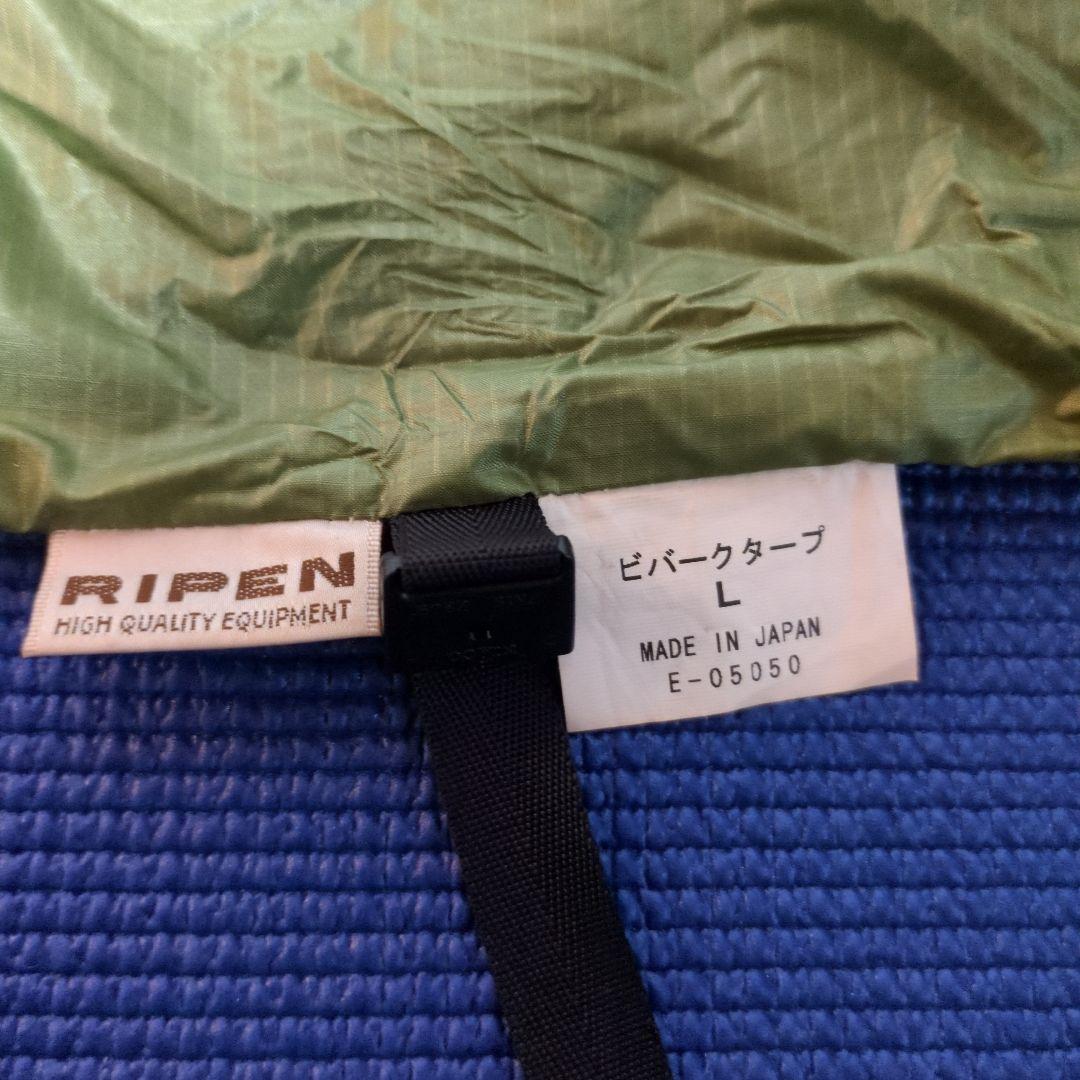 RIPEN
HIGH QUALITY EQUIPMENT
ビバークタープ
L
MADE IN JAPAN
E-05050